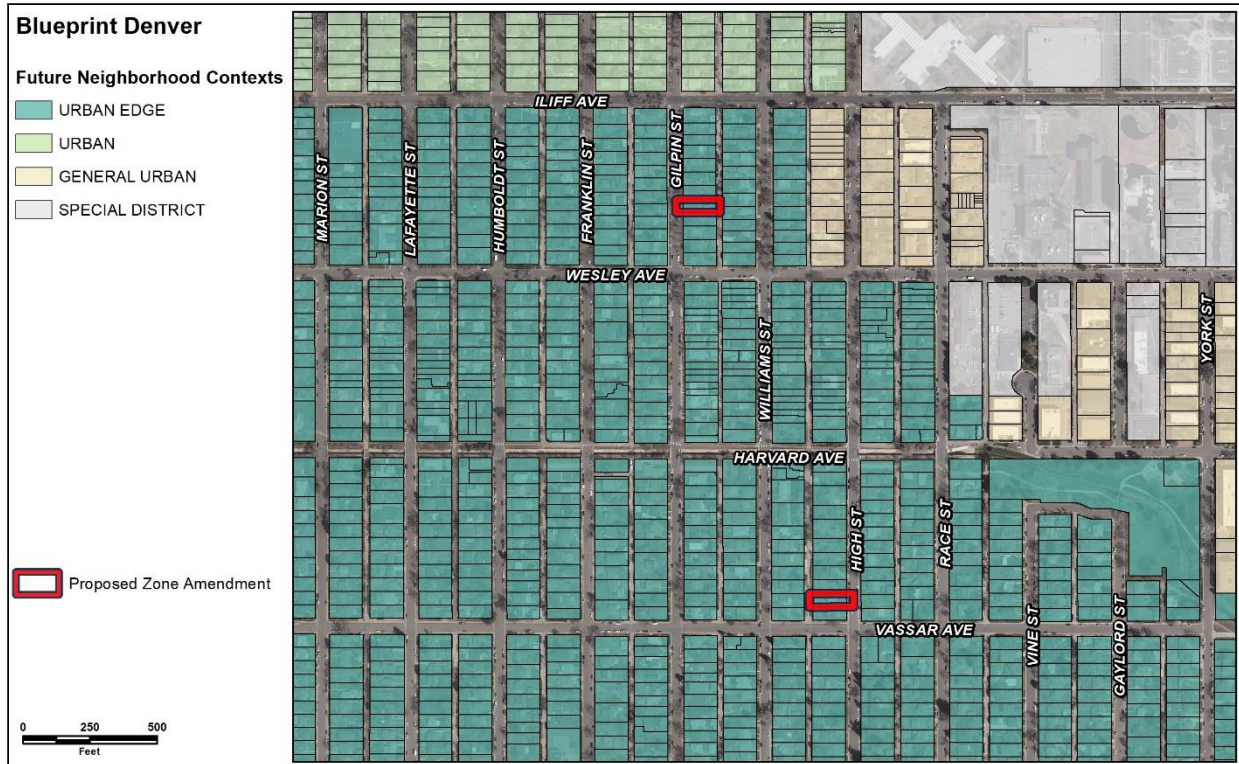 Blueprint Denver
Future Neighborhood Contexts
URBAN EDGE
URBAN
GENERAL URBAN
SPECIAL DISTRICT
Proposed Zone Amendment
0 250 500
Feet
ILIFF AVE
MARION ST
LAFAYETTE ST
HUMBOLDT ST
FRANKLIN ST
GILPIN ST
WESLEY AVE
WILLIAMS ST
YORK ST
HARVARD AVE
HIGH ST
RACE ST
VASSAR AVE
VINE ST
GAYLORD ST